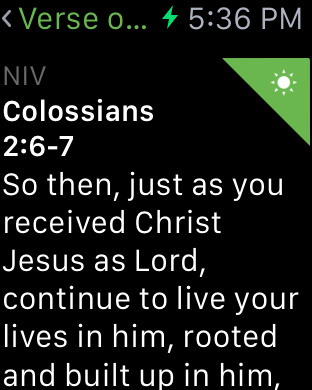 <Verse o... 5:36 PM
NIV
Colossians
2:6-7
So then, just as you
received Christ
Jesus as Lord,
continue to live your
lives in him, rooted
and built up in him,